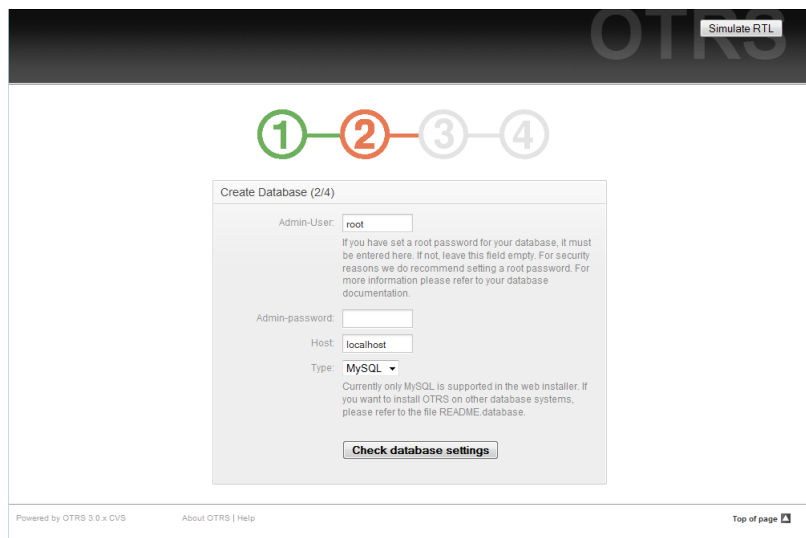 OTRS
Simulate RTL
1 2 3 4
Create Database (2/4)
Admin-User: root
If you have set a root password for your database, it must
be entered here. If not, leave this field empty. For security
reasons we do recommend setting a root password. For
more information please refer to your database
documentation.
Admin-password:
Host: localhost
Type: MySQL
Currently only MySQL is supported in the web installer. If
you want to install OTRS on other database systems,
please refer to the file README.database.
Check database settings
Powered by OTRS 3.0.x CVS About OTRS | Help Top of page